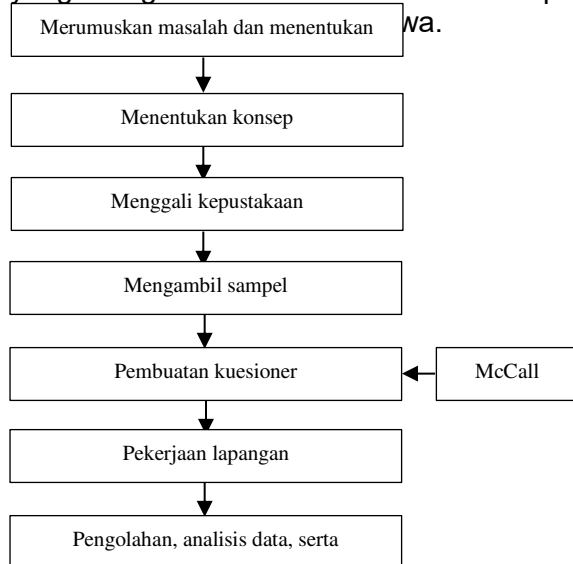 Merumuskan masalah dan menentukan
wa.
Menentukan konsep
Menggali kepustakaan
Mengambil sampel
Pembuatan kuesioner
McCall
Pekerjaan lapangan
Pengolahan, analisis data, serta